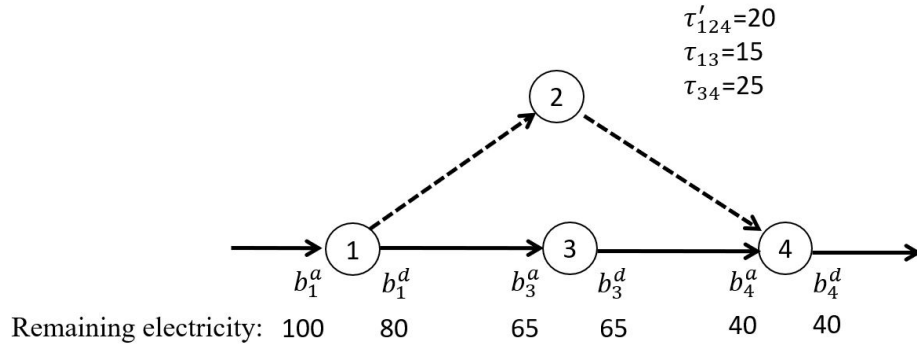 τ′₁₂₄=20
τ₁₃=15
τ₃₄=25
2
1 3 4
b₁ᵃ b₁ᵈ b₃ᵃ b₃ᵈ b₄ᵃ b₄ᵈ
Remaining electricity: 100 80 65 65 40 40